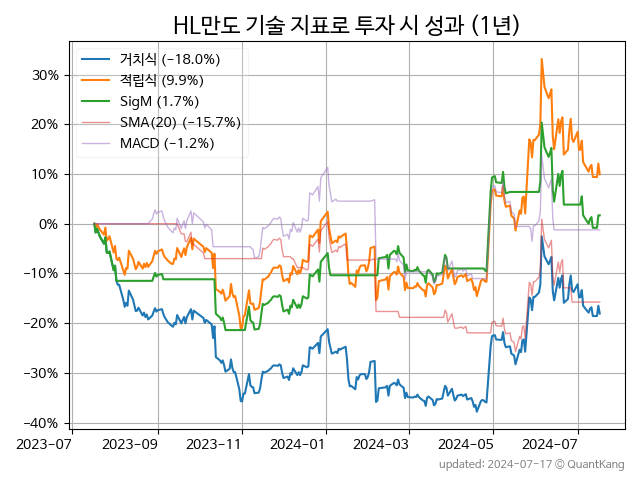 HL만도 기술 지표로 투자 시 성과 (1년)
거치식 (−18.0%)
적립식 (9.9%)
SigM (1.7%)
SMA(20) (−15.7%)
MACD (−1.2%)
30%
20%
10%
0%
−10%
−20%
−30%
−40%
2023-07 2023-09 2023-11 2024-01 2024-03 2024-05 2024-07
updated: 2024-07-17 © QuantKang